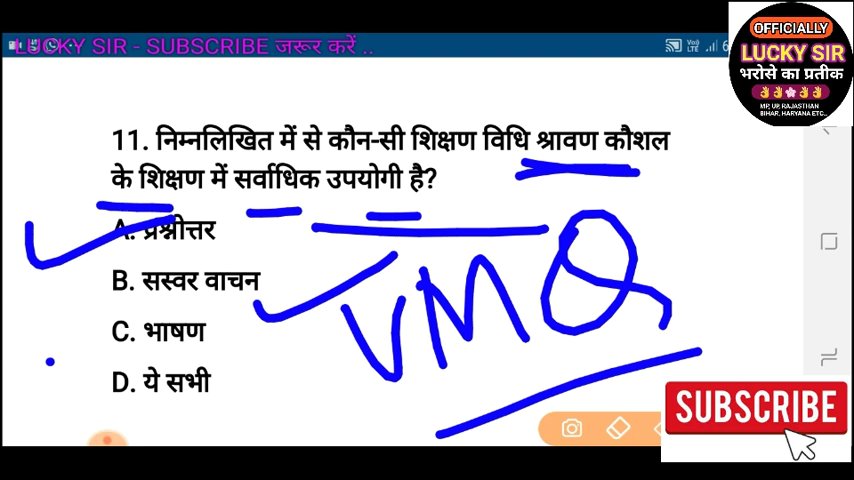 LUCKY SIR - SUBSCRIBE जरूर करें ..
OFFICIALLY
LUCKY SIR
भरोसे का प्रतीक
MP, UP, RAJASTHAN
BIHAR, HARYANA ETC..
11. निम्नलिखित में से कौन-सी शिक्षण विधि श्रावण कौशल
के शिक्षण में सर्वाधिक उपयोगी है?
A. प्रश्नोत्तर
B. सस्वर वाचन
C. भाषण
D. ये सभी
VMQ
SUBSCRIBE